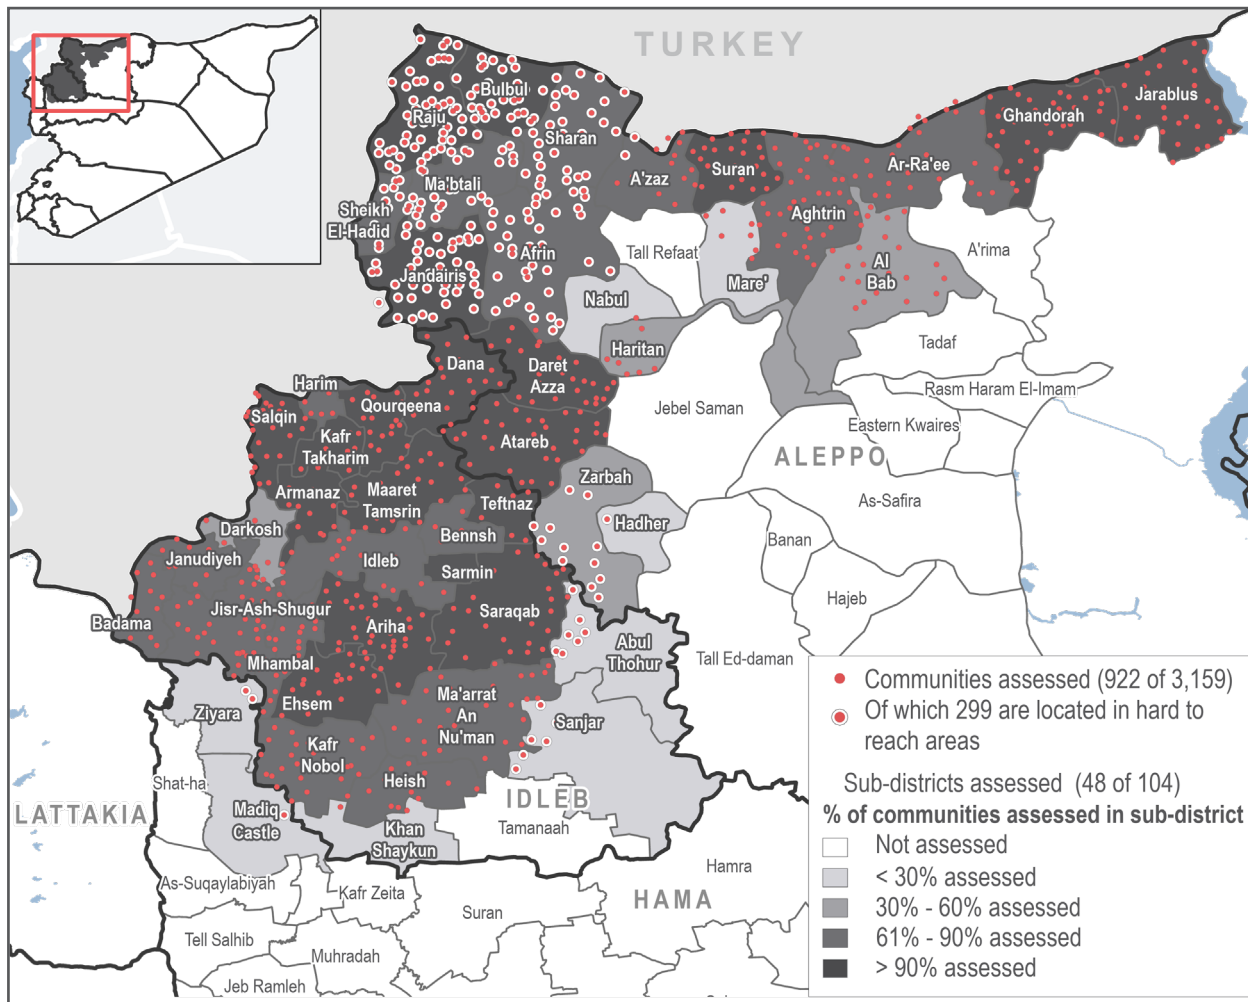 TURKEY
Bulbul
Jarablus
Raju
Ghandorah
Sharan
Ar-Ra'ee
Suran
A'zaz
Ma'btali
Sheikh
El-Hadid
Aghtrin
Tall Refaat
A'rima
Afrin
Al
Bab
Jandairis
Mare'
Nabul
Tadaf
Haritan
Dana
Daret
Azza
Harim
Rasm Haram El-Imam
Qourqeena
Jebel Saman
Salqin
Eastern Kwaires
Kafr
Takharim
Atareb
ALEPPO
Zarbah
Armanaz
Maaret
Tamsrin
Teftnaz
As-Safira
Hadher
Darkosh
Bennsh
Banan
Janudiyeh
Idleb
Sarmin
Hajeb
Jisr-Ash-Shugur
Saraqab
Badama
Ariha
Abul
Thohur
Tall Ed-daman
Mhambal
Ehsem
Ma'arrat
An
Nu'man
Ziyara
Sanjar
Kafr
Nobol
Heish
Shat-ha
IDLEB
LATTAKIA
Madiq
Castle
Khan
Shaykun
Tamanaah
Hamra
As-Suqaylabiyah
Kafr Zeita
HAMA
Suran
Tell Salhib
Muhradah
Jeb Ramleh
Communities assessed (922 of 3,159)
Of which 299 are located in hard to
reach areas
Sub-districts assessed (48 of 104)
% of communities assessed in sub-district
Not assessed
< 30% assessed
30% - 60% assessed
61% - 90% assessed
> 90% assessed